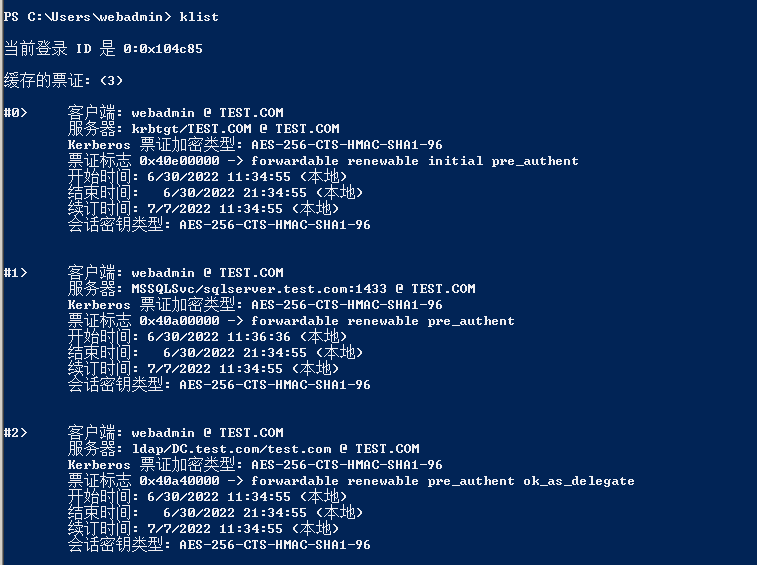 PS C:\Users\webadmin> klist
当前登录 ID 是 0:0x104c85
缓存的票证: (3)
#0>     客户端: webadmin @ TEST.COM
        服务器: krbtgt/TEST.COM @ TEST.COM
        Kerberos 票证加密类型: AES-256-CTS-HMAC-SHA1-96
        票证标志 0x40e00000 -> forwardable renewable initial pre_authent
        开始时间: 6/30/2022 11:34:55 (本地)
        结束时间:   6/30/2022 21:34:55 (本地)
        续订时间: 7/7/2022 11:34:55 (本地)
        会话密钥类型: AES-256-CTS-HMAC-SHA1-96
#1>     客户端: webadmin @ TEST.COM
        服务器: MSSQLSvc/sqlserver.test.com:1433 @ TEST.COM
        Kerberos 票证加密类型: AES-256-CTS-HMAC-SHA1-96
        票证标志 0x40a00000 -> forwardable renewable pre_authent
        开始时间: 6/30/2022 11:36:36 (本地)
        结束时间:   6/30/2022 21:34:55 (本地)
        续订时间: 7/7/2022 11:34:55 (本地)
        会话密钥类型: AES-256-CTS-HMAC-SHA1-96
#2>     客户端: webadmin @ TEST.COM
        服务器: ldap/DC.test.com/test.com @ TEST.COM
        Kerberos 票证加密类型: AES-256-CTS-HMAC-SHA1-96
        票证标志 0x40a40000 -> forwardable renewable pre_authent ok_as_delegate
        开始时间: 6/30/2022 11:34:55 (本地)
        结束时间:   6/30/2022 21:34:55 (本地)
        续订时间: 7/7/2022 11:34:55 (本地)
        会话密钥类型: AES-256-CTS-HMAC-SHA1-96